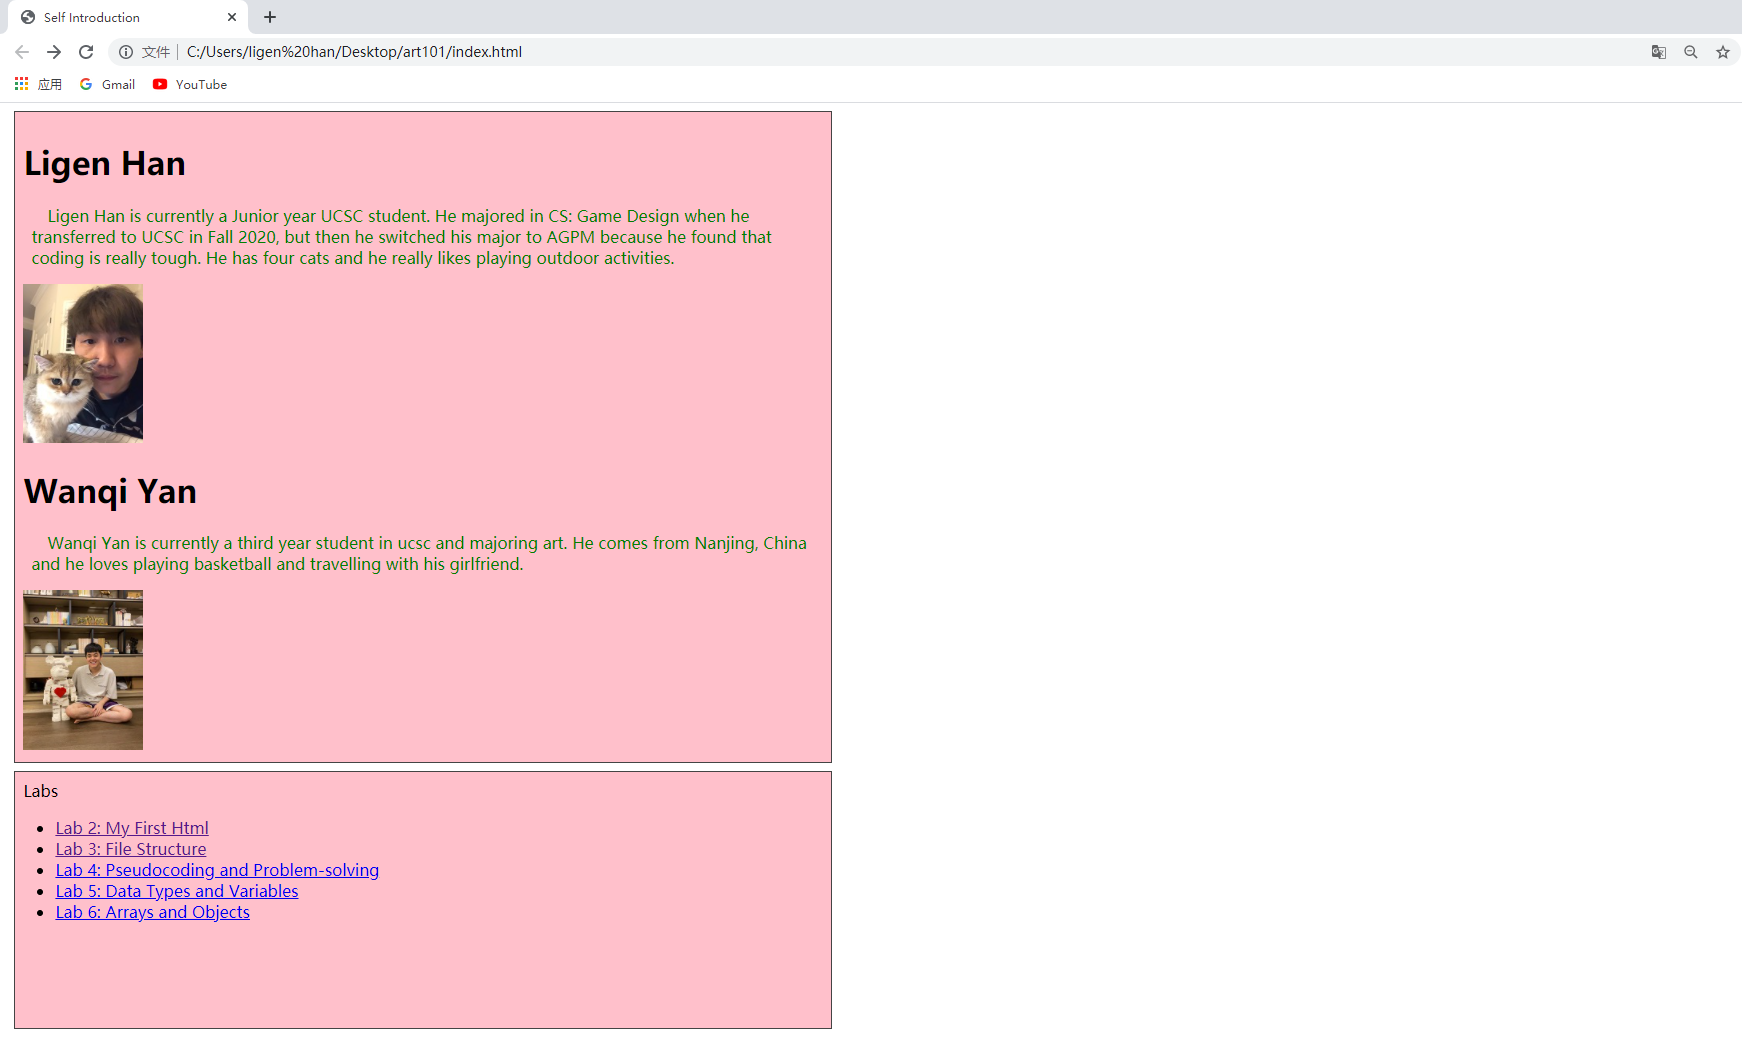 Self Introduction
文件 C:/Users/ligen%20han/Desktop/art101/index.html
应用 Gmail YouTube
Ligen Han
Ligen Han is currently a Junior year UCSC student. He majored in CS: Game Design when he
transferred to UCSC in Fall 2020, but then he switched his major to AGPM because he found that
coding is really tough. He has four cats and he really likes playing outdoor activities.
Wanqi Yan
Wanqi Yan is currently a third year student in ucsc and majoring art. He comes from Nanjing, China
and he loves playing basketball and travelling with his girlfriend.
Labs
Lab 2: My First Html
Lab 3: File Structure
Lab 4: Pseudocoding and Problem-solving
Lab 5: Data Types and Variables
Lab 6: Arrays and Objects